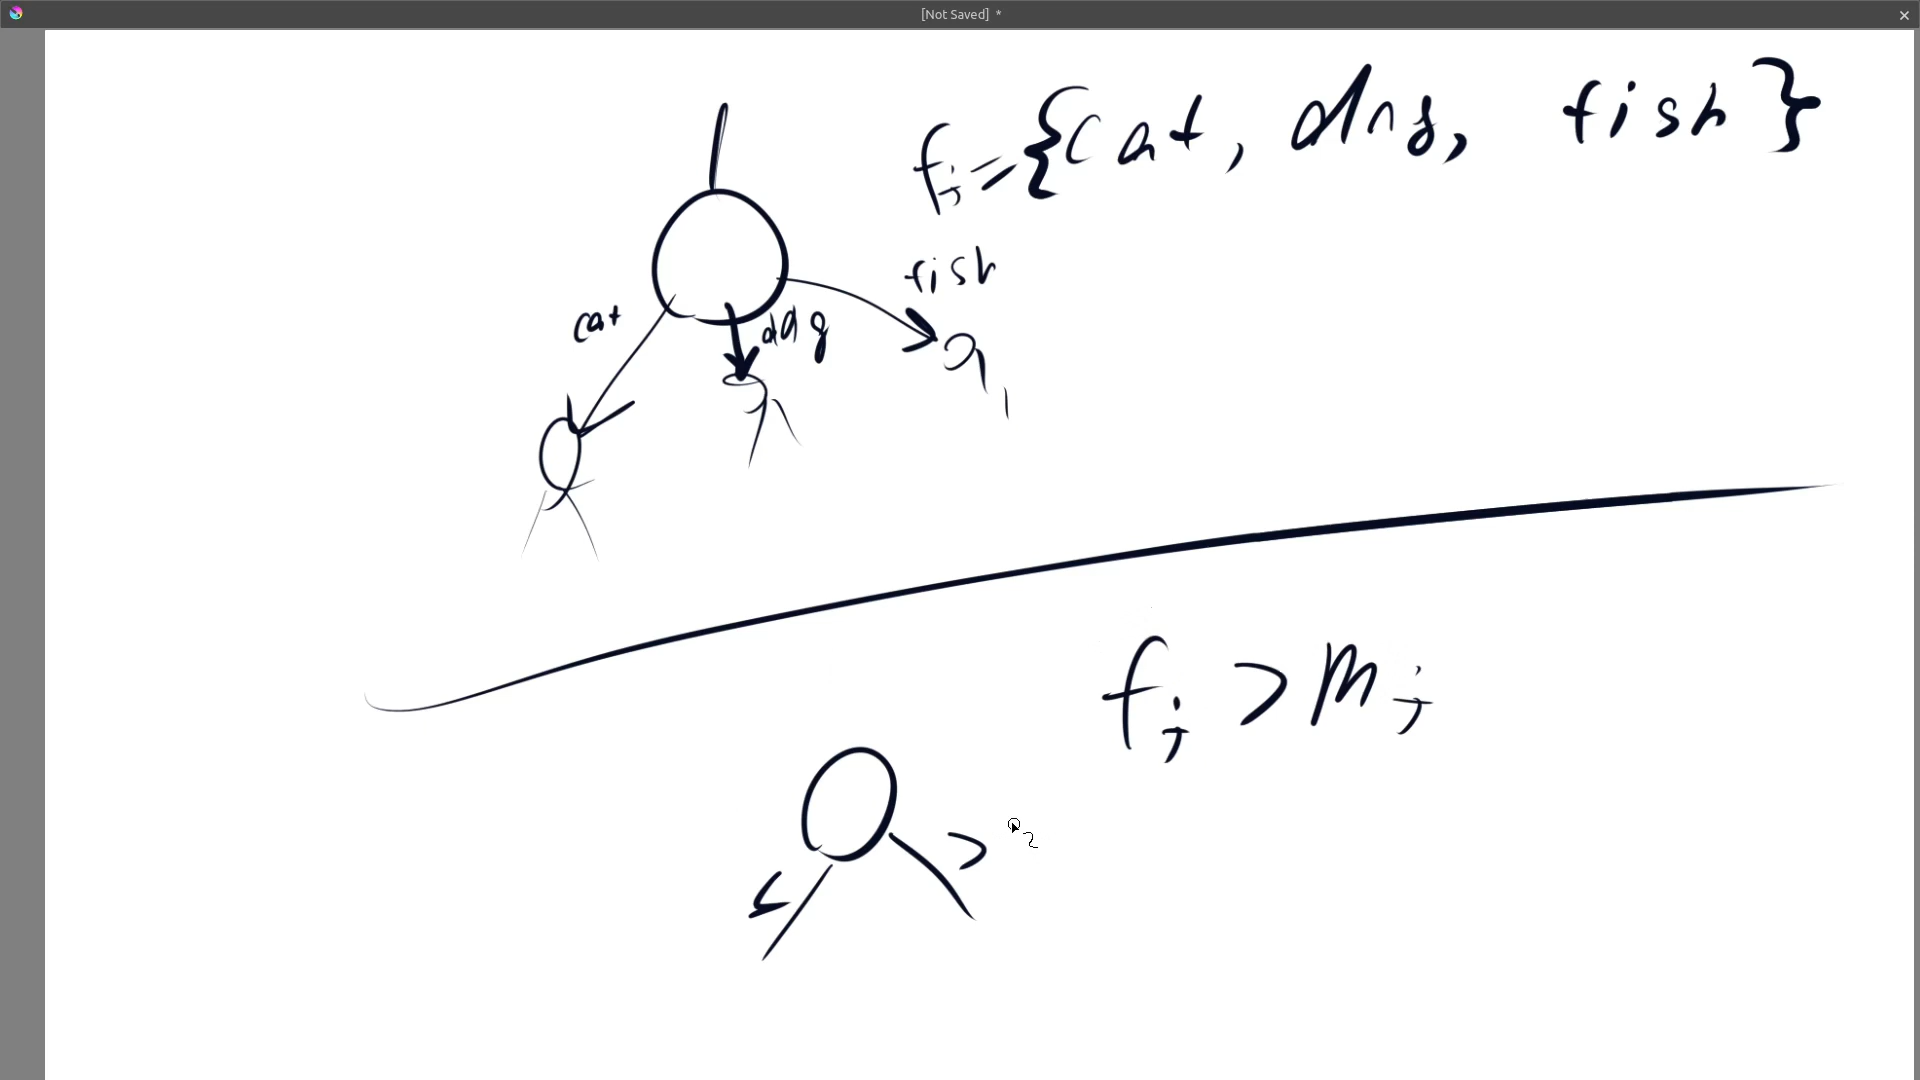 [Not Saved] *
fj = {cat, dog, fish}
fish
cat
dog
fj > mj
>
≤